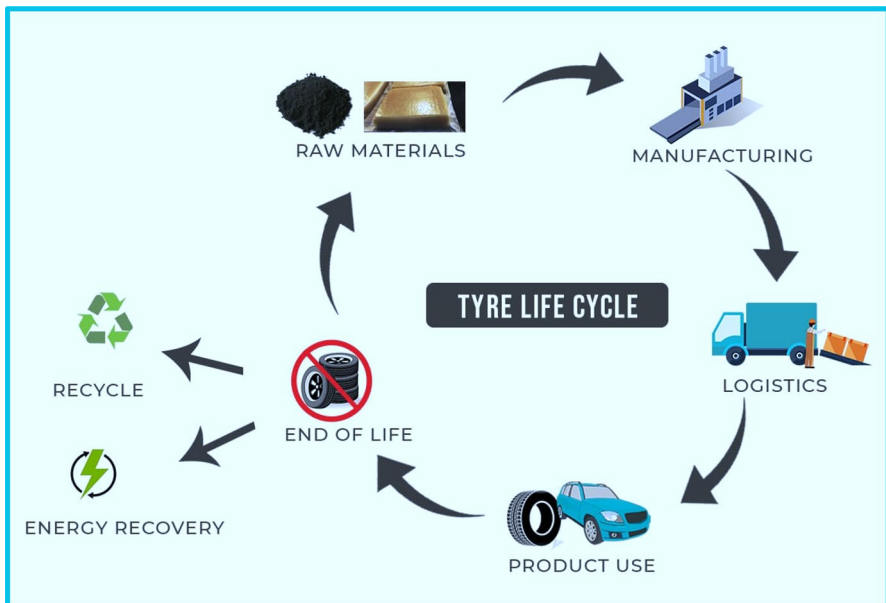 RAW MATERIALS
MANUFACTURING
TYRE LIFE CYCLE
LOGISTICS
RECYCLE
END OF LIFE
ENERGY RECOVERY
PRODUCT USE